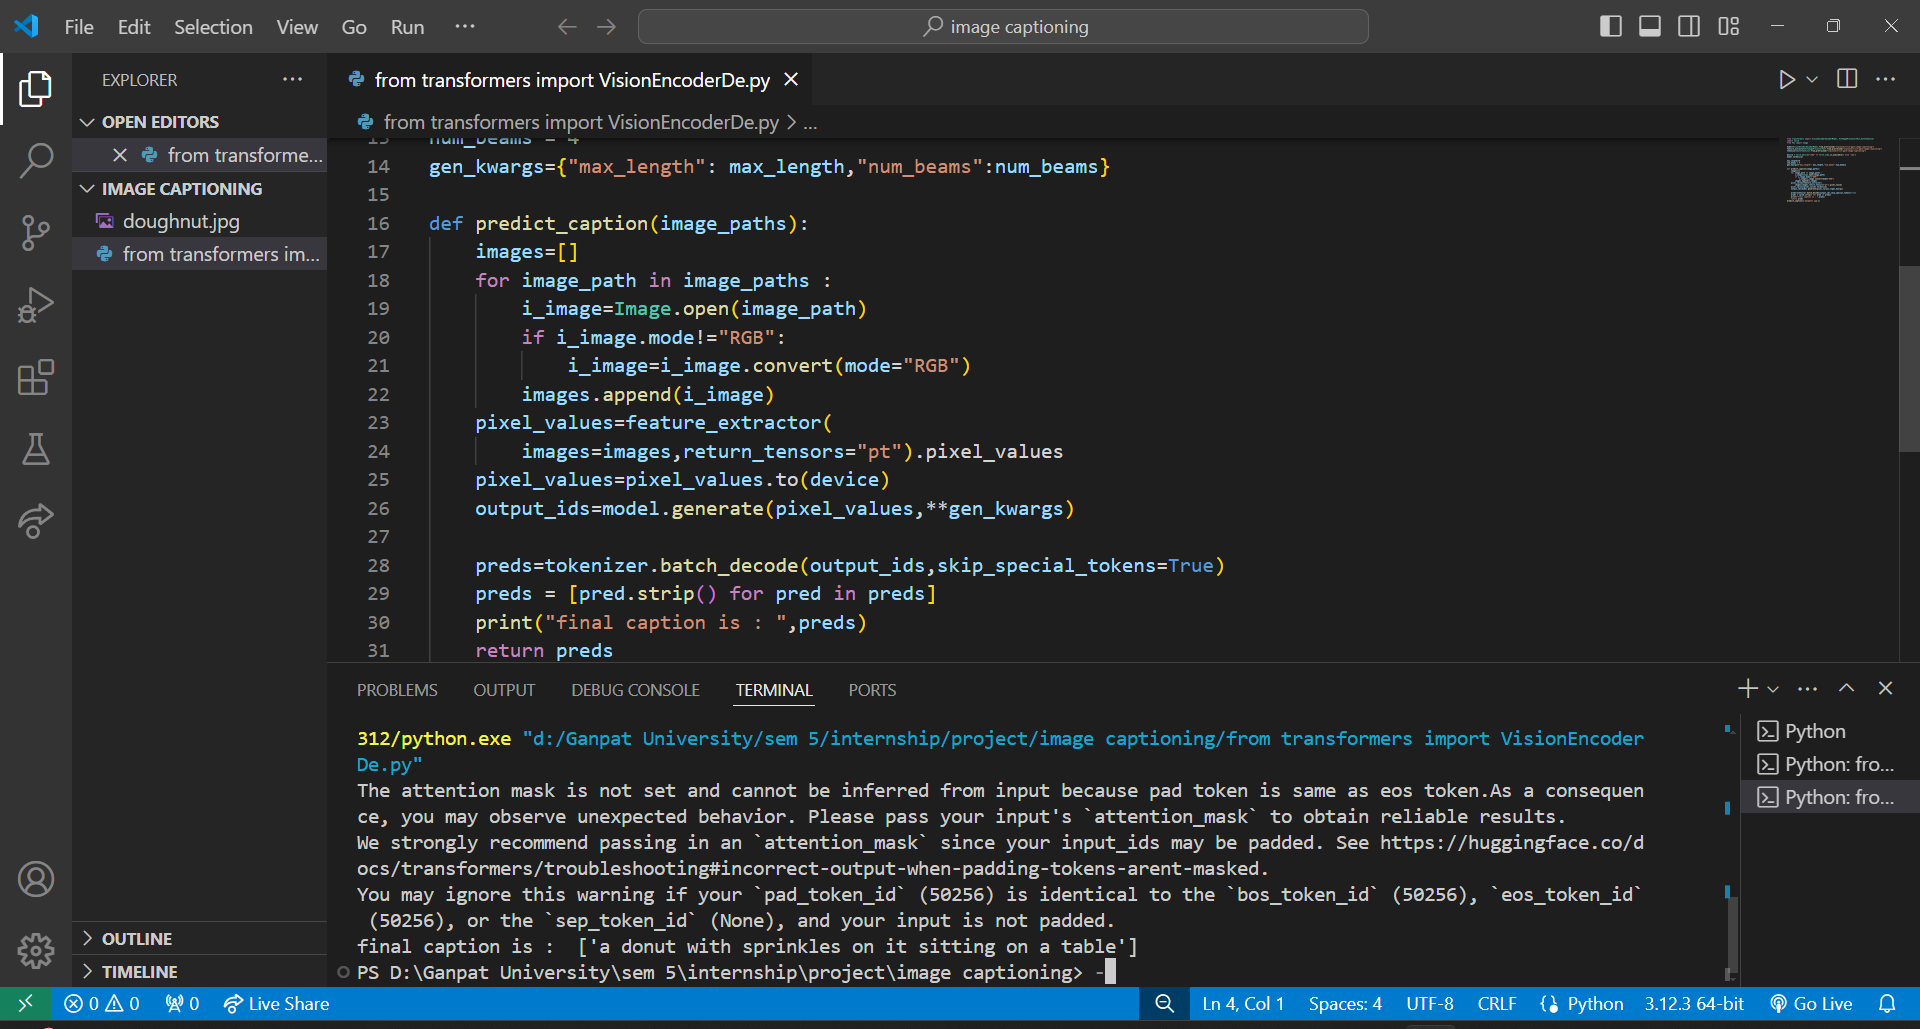 File Edit Selection View Go Run ...
image captioning
EXPLORER ...
from transformers import VisionEncoderDe.py
OPEN EDITORS
from transforme...
IMAGE CAPTIONING
doughnut.jpg
from transformers im...
OUTLINE
TIMELINE
from transformers import VisionEncoderDe.py > ...
13 num_beams = 4
14 gen_kwargs={"max_length": max_length,"num_beams":num_beams}
15
16 def predict_caption(image_paths):
17     images=[]
18     for image_path in image_paths :
19         i_image=Image.open(image_path)
20         if i_image.mode!="RGB":
21             i_image=i_image.convert(mode="RGB")
22         images.append(i_image)
23     pixel_values=feature_extractor(
24         images=images,return_tensors="pt").pixel_values
25     pixel_values=pixel_values.to(device)
26     output_ids=model.generate(pixel_values,**gen_kwargs)
27
28     preds=tokenizer.batch_decode(output_ids,skip_special_tokens=True)
29     preds = [pred.strip() for pred in preds]
30     print("final caption is : ",preds)
31     return preds
PROBLEMS OUTPUT DEBUG CONSOLE TERMINAL PORTS
312/python.exe "d:/Ganpat University/sem 5/internship/project/image captioning/from transformers import VisionEncoder
De.py"
The attention mask is not set and cannot be inferred from input because pad token is same as eos token.As a consequen
ce, you may observe unexpected behavior. Please pass your input's `attention_mask` to obtain reliable results.
We strongly recommend passing in an `attention_mask` since your input_ids may be padded. See https://huggingface.co/d
ocs/transformers/troubleshooting#incorrect-output-when-padding-tokens-arent-masked.
You may ignore this warning if your `pad_token_id` (50256) is identical to the `bos_token_id` (50256), `eos_token_id`
 (50256), or the `sep_token_id` (None), and your input is not padded.
final caption is :  ['a donut with sprinkles on it sitting on a table']
PS D:\Ganpat University\sem 5\internship\project\image captioning> -
Python
Python: fro...
Python: fro...
0 0 0 Live Share Ln 4, Col 1 Spaces: 4 UTF-8 CRLF {} Python 3.12.3 64-bit Go Live